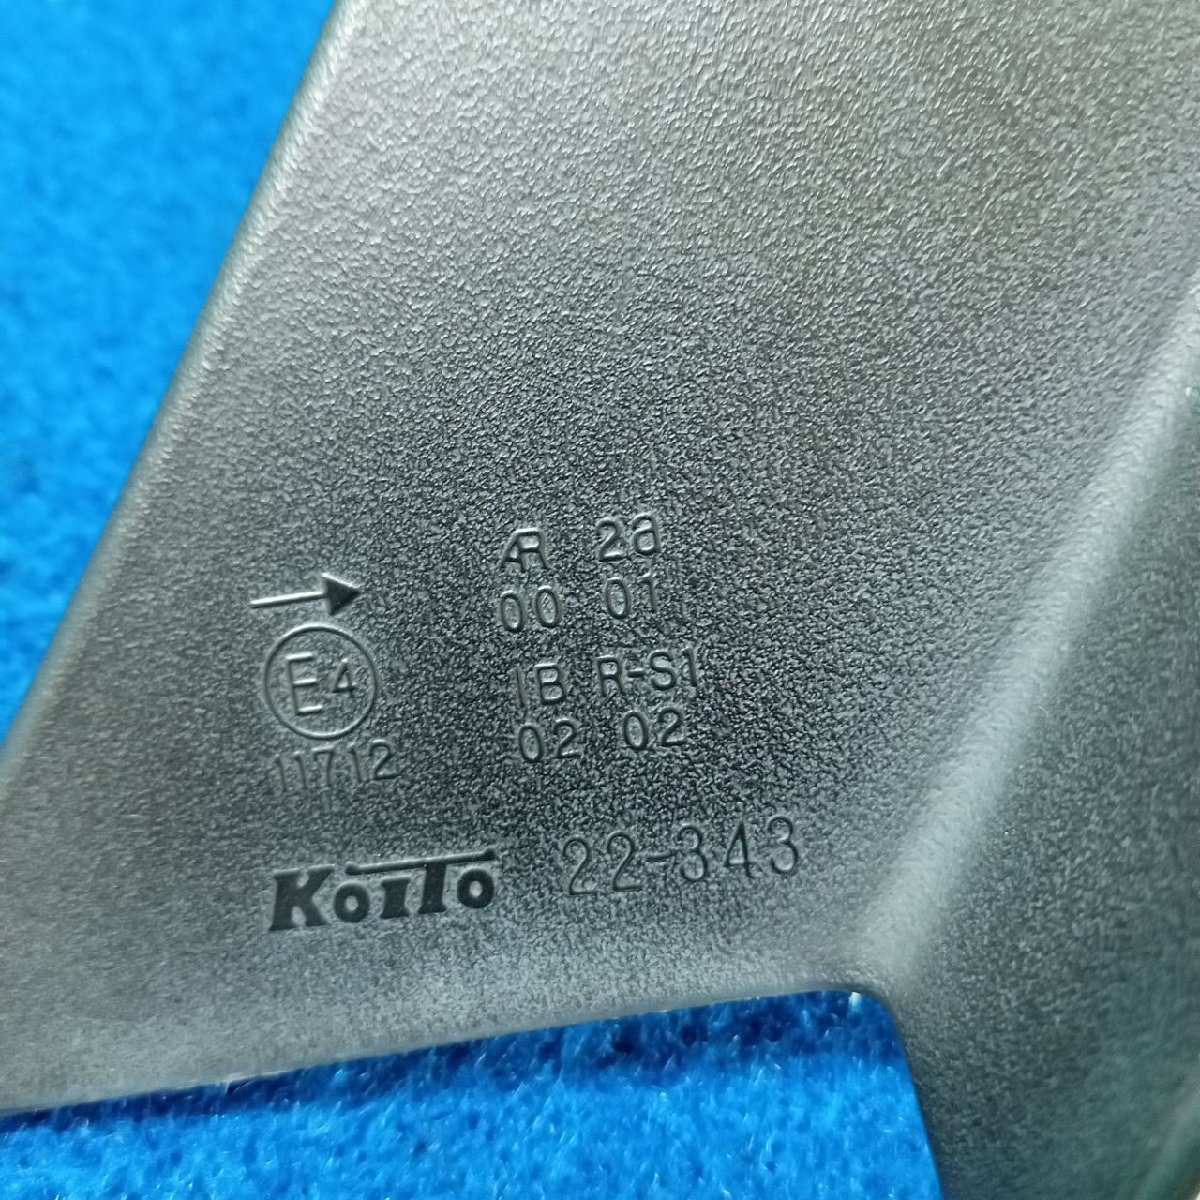 AR 2a
00 01
→
IB R-S1
E4
02 02
11712
KOITO 22-343